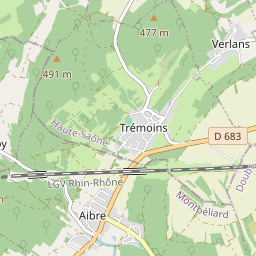 477 m
Verlans
491 m
Haute-Saône
Trémoins
D 683
LGV Rhin-Rhône
Montbéliard
Aibre